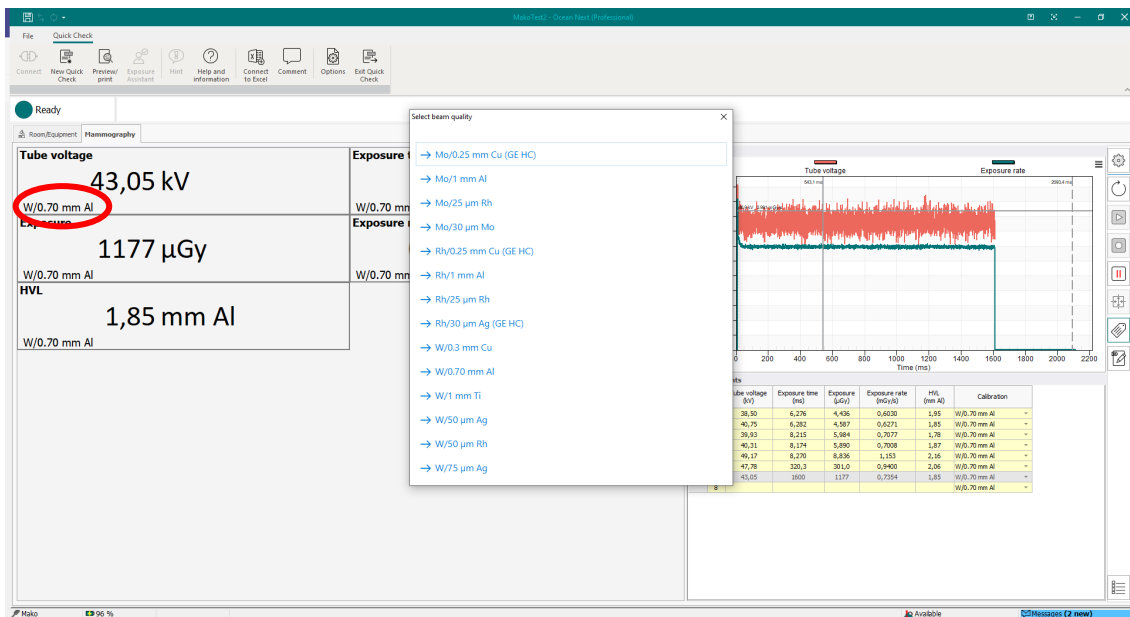 MakoTest2 - Ocean Next (Professional)
File Quick Check
Connect
New Quick Check
Preview/ print
Exposure Assistant
Hint
Help and information
Connect to Excel
Comment
Options
Exit Quick Check
Ready
Room/Equipment Mammography
Tube voltage
43,05 kV
W/0.70 mm Al
Exposure
1177 µGy
W/0.70 mm Al
HVL
1,85 mm Al
W/0.70 mm Al
Exposure
W/0.70 mm
Exposure
W/0.70 mm
Select beam quality
Mo/0.25 mm Cu (GE HC)
Mo/1 mm Al
Mo/25 µm Rh
Mo/30 µm Mo
Rh/0.25 mm Cu (GE HC)
Rh/1 mm Al
Rh/25 µm Rh
Rh/30 µm Ag (GE HC)
W/0.3 mm Cu
W/0.70 mm Al
W/1 mm Ti
W/50 µm Ag
W/50 µm Rh
W/75 µm Ag
Tube voltage Exposure rate
543,1 ms 2093,4 ms
0 200 400 600 800 1000 1200 1400 1600 1800 2000 2200
Time (ms)
Tube voltage (kV) Exposure time (ms) Exposure (µGy) Exposure rate (mGy/s) HVL (mm Al) Calibration
38,50 6,276 4,436 0,6030 1,95 W/0.70 mm Al
40,75 6,282 4,587 0,6271 1,85 W/0.70 mm Al
39,93 8,215 5,984 0,7077 1,78 W/0.70 mm Al
40,31 8,174 5,890 0,7008 1,87 W/0.70 mm Al
49,17 8,270 8,836 1,153 2,16 W/0.70 mm Al
47,78 320,3 301,0 0,9400 2,06 W/0.70 mm Al
43,05 1600 1177 0,7354 1,85 W/0.70 mm Al
8 W/0.70 mm Al
Mako 96 % Available Messages (2 new)